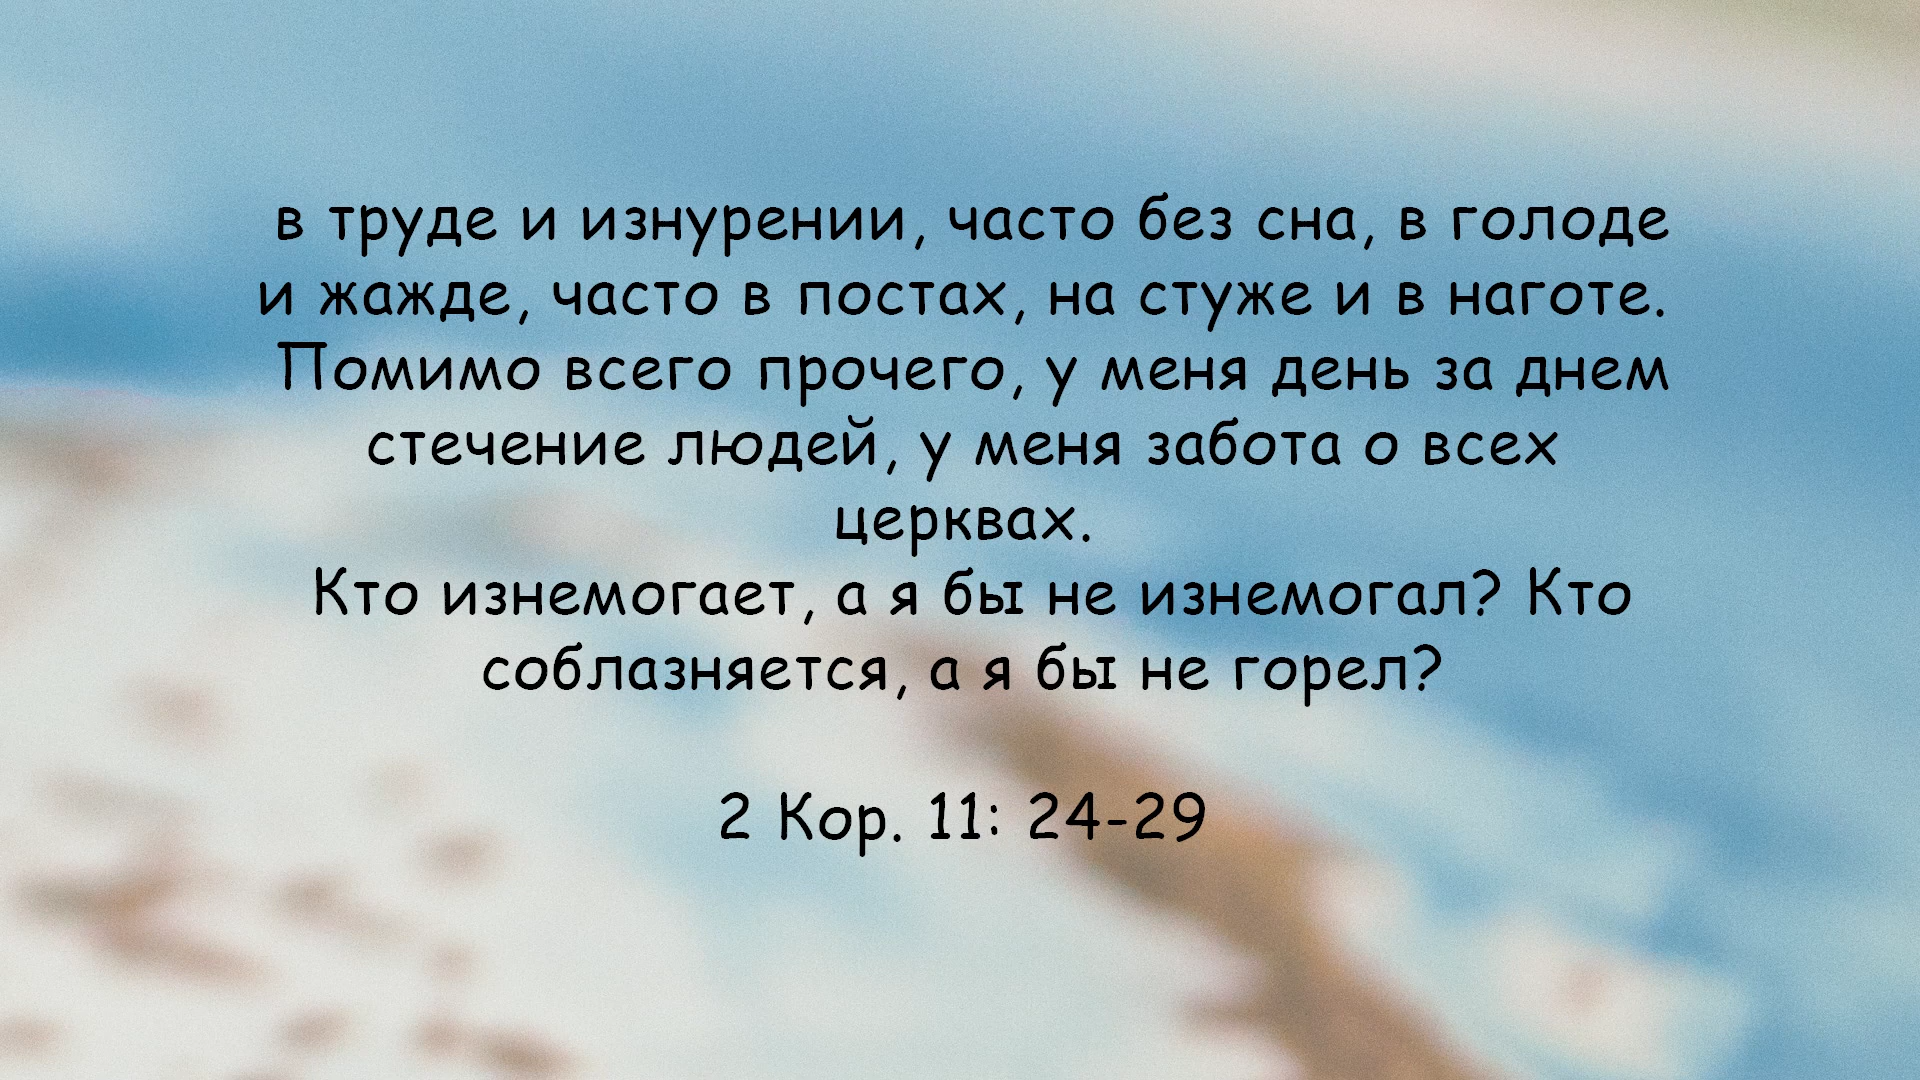 в труде и изнурении, часто без сна, в голоде
и жажде, часто в постах, на стуже и в наготе.
Помимо всего прочего, у меня день за днем
стечение людей, у меня забота о всех
церквах.
Кто изнемогает, а я бы не изнемогал? Кто
соблазняется, а я бы не горел?
2 Кор. 11: 24-29